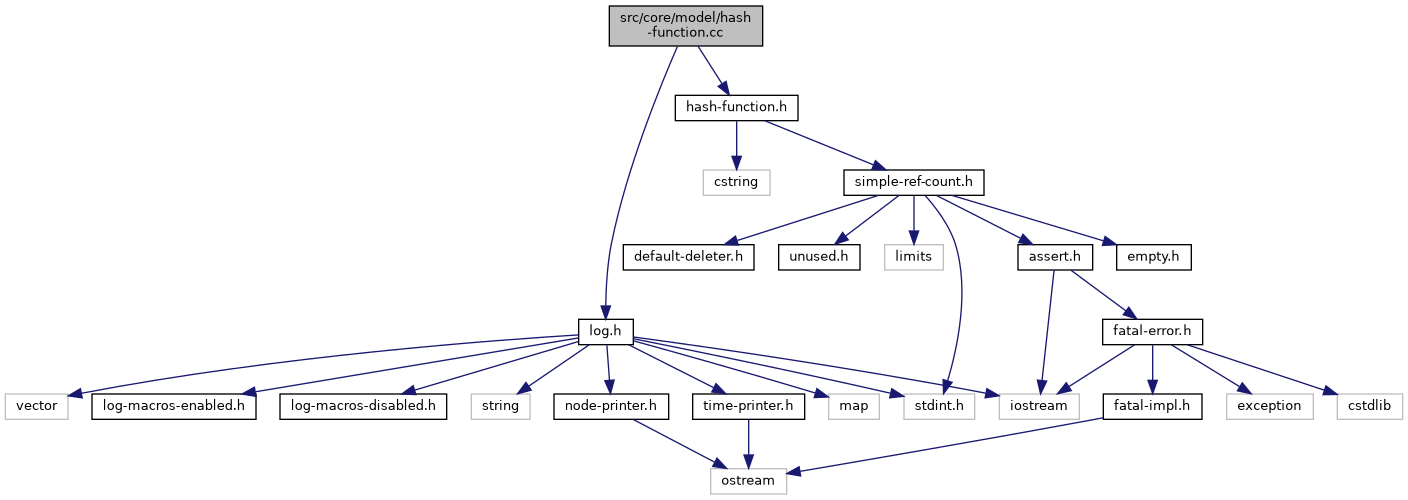 src/core/model/hash
-function.cc
hash-function.h
cstring
simple-ref-count.h
default-deleter.h
unused.h
limits
assert.h
empty.h
log.h
fatal-error.h
vector
log-macros-enabled.h
log-macros-disabled.h
string
node-printer.h
time-printer.h
map
stdint.h
iostream
fatal-impl.h
exception
cstdlib
ostream